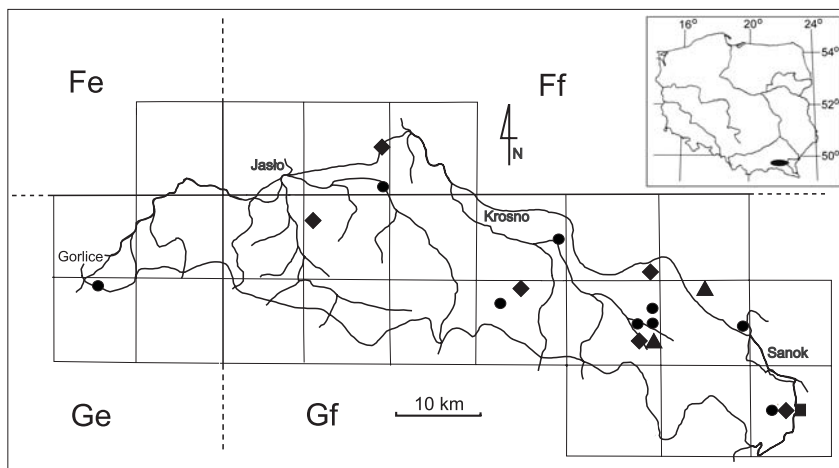 16° 20° 24°
54°
52°
50°
Fe
Ff
N
Jasło
Krosno
Gorlice
Sanok
Ge
Gf
10 km